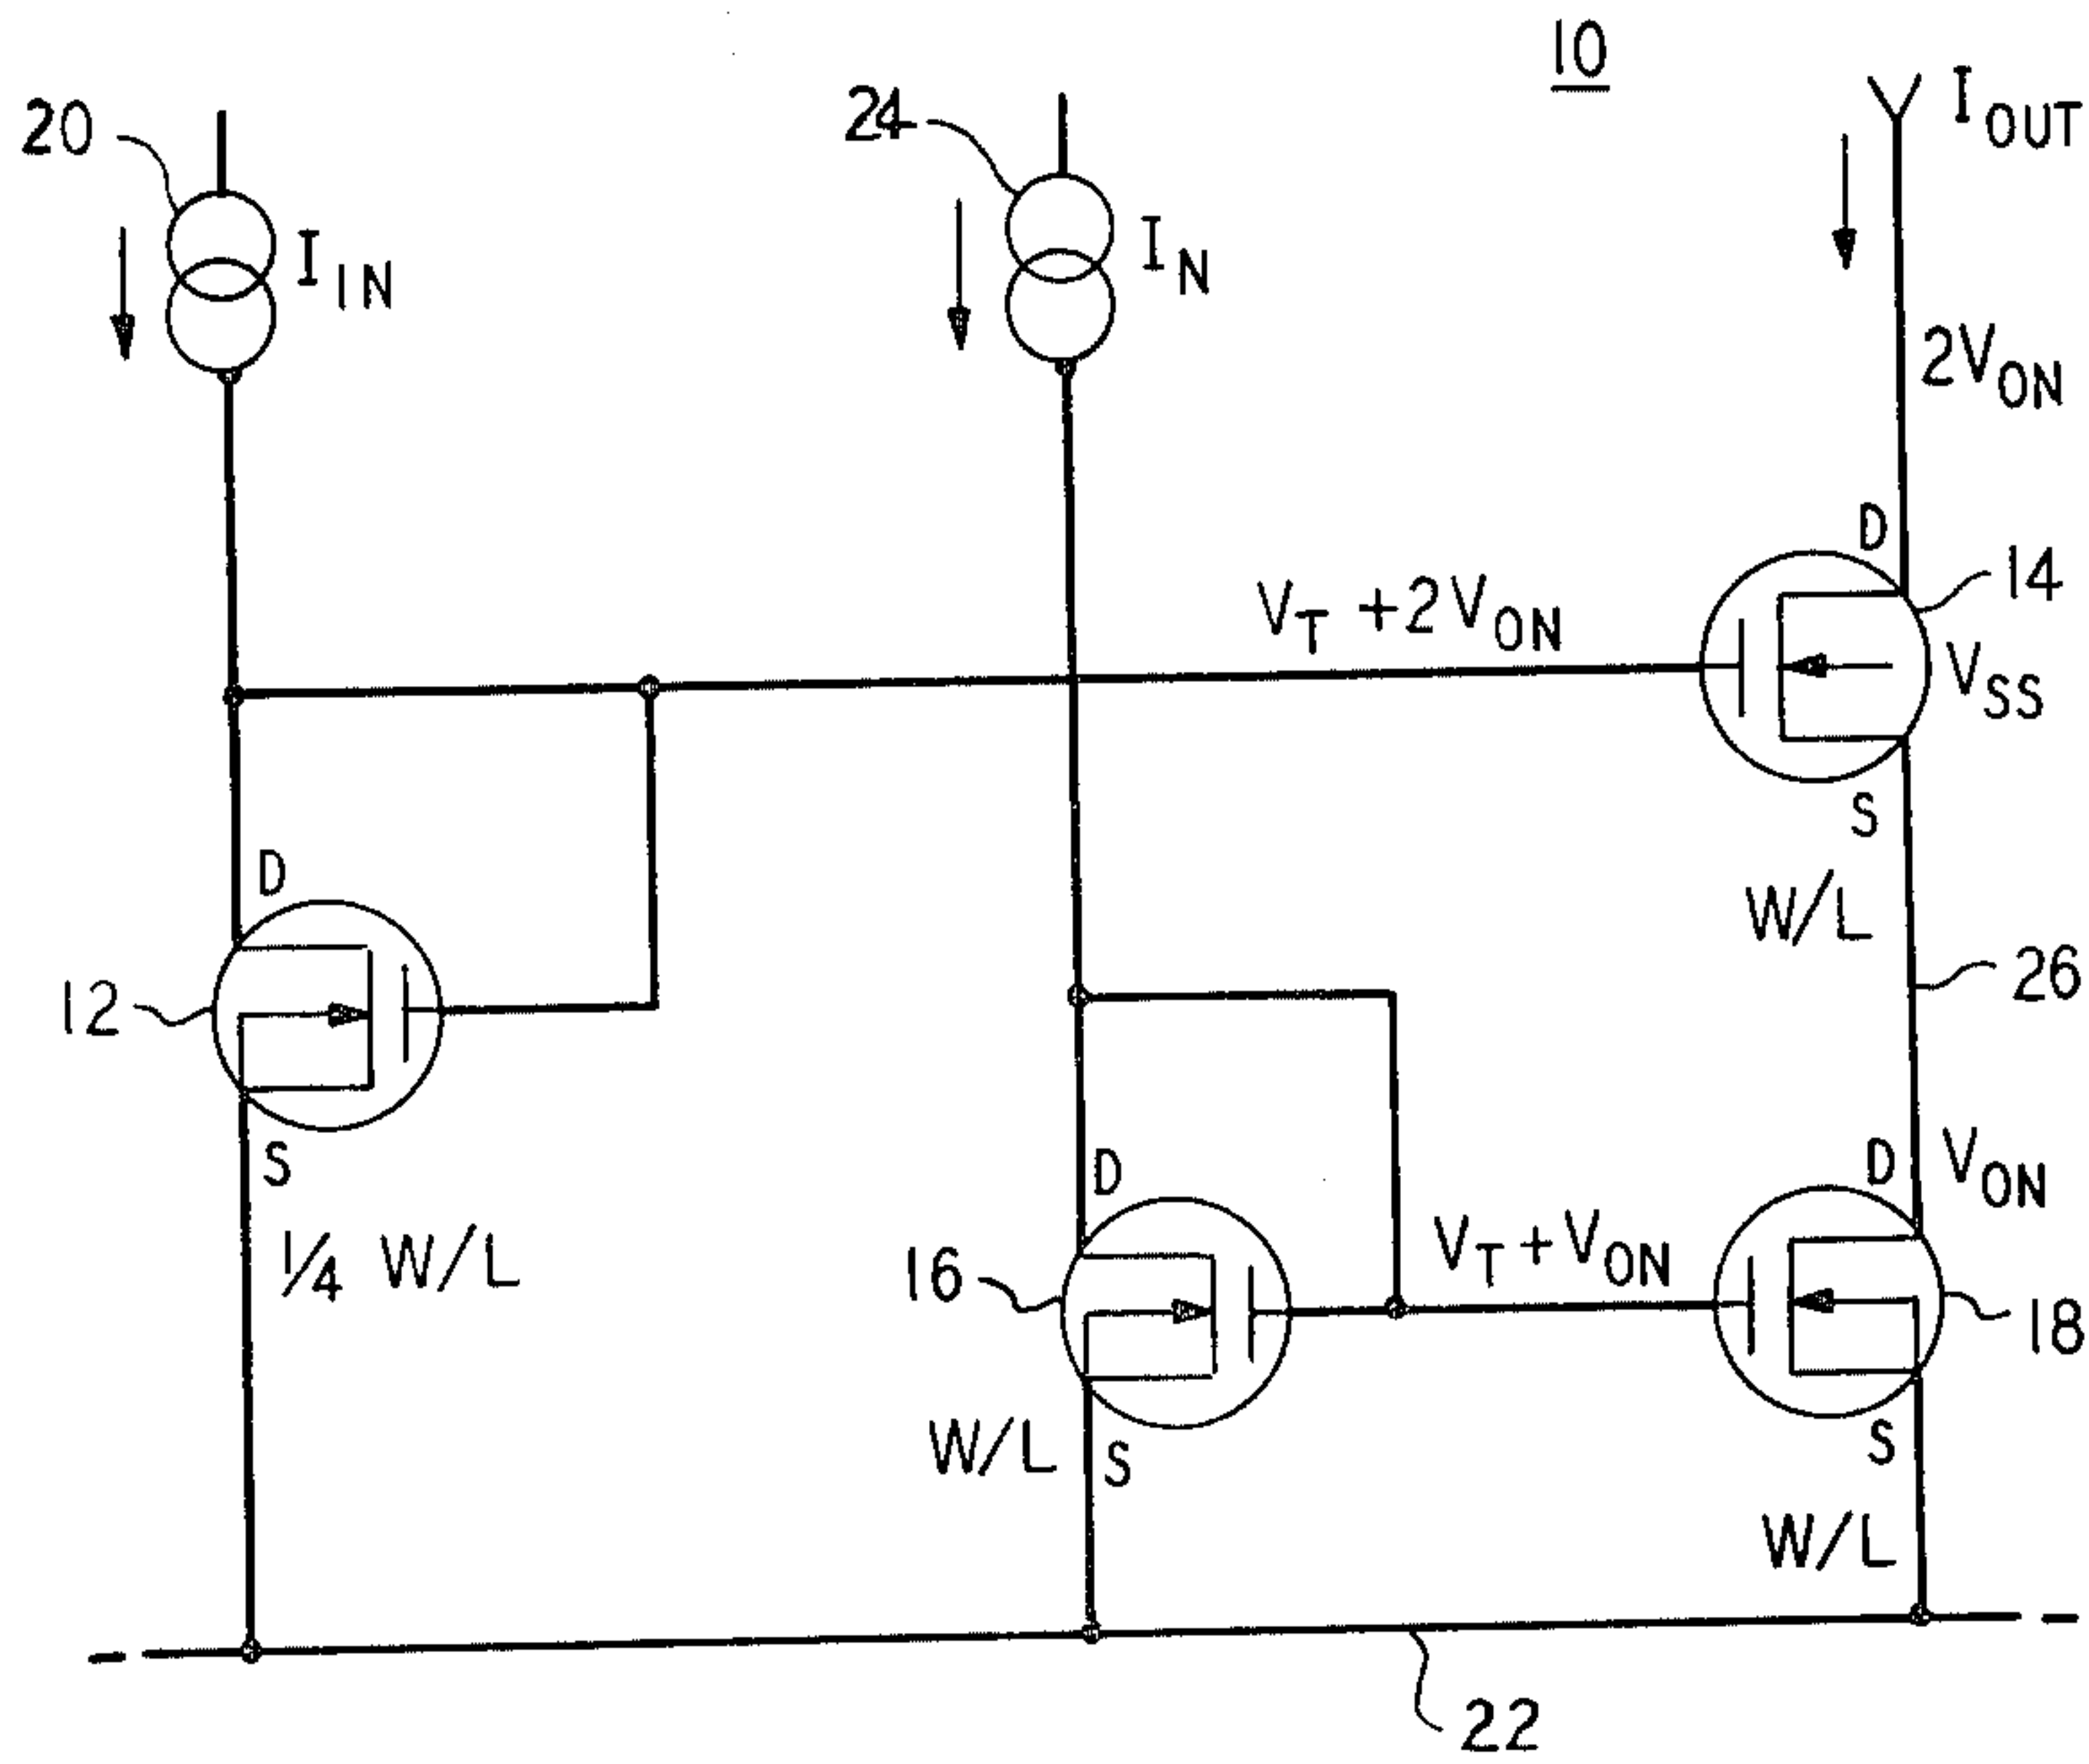 10
20
24
I_OUT
I_IN
I_N
2V_ON
D
14
V_T + 2V_ON
V_SS
S
W/L
D
12
26
S
1/4 W/L
D
D
V_ON
16
V_T + V_ON
18
W/L
S
S
W/L
22